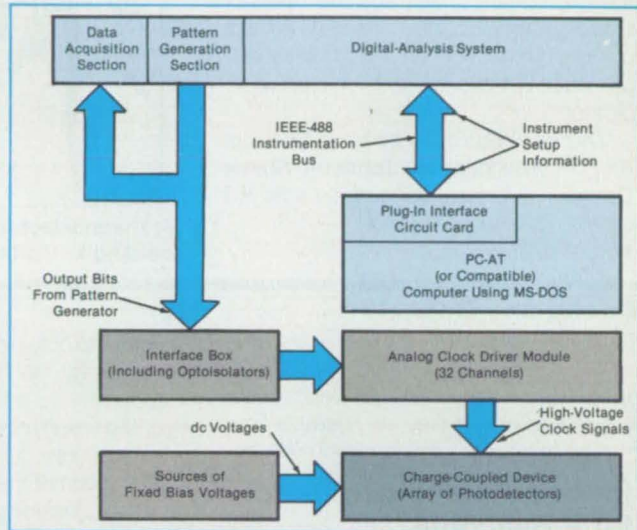 Data
Acquisition
Section
Pattern
Generation
Section
Digital-Analysis System
IEEE-488
Instrumentation
Bus
Instrument
Setup
Information
Plug-In Interface
Circuit Card
PC-AT
(or Compatible)
Computer Using MS-DOS
Output Bits
From Pattern
Generator
Interface Box
(Including Optoisolators)
Analog Clock Driver Module
(32 Channels)
dc Voltages
High-Voltage
Clock Signals
Sources of
Fixed Bias Voltages
Charge-Coupled Device
(Array of Photodetectors)